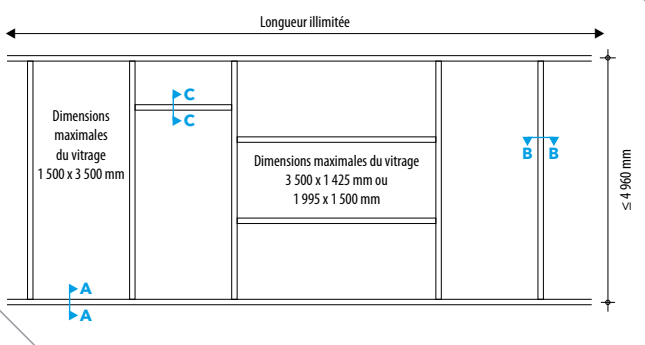 Longueur illimitée
C
C
Dimensions
maximales
du vitrage
1 500 x 3 500 mm
Dimensions maximales du vitrage
3 500 x 1 425 mm ou
1 995 x 1 500 mm
B B
≤ 4 960 mm
A
A